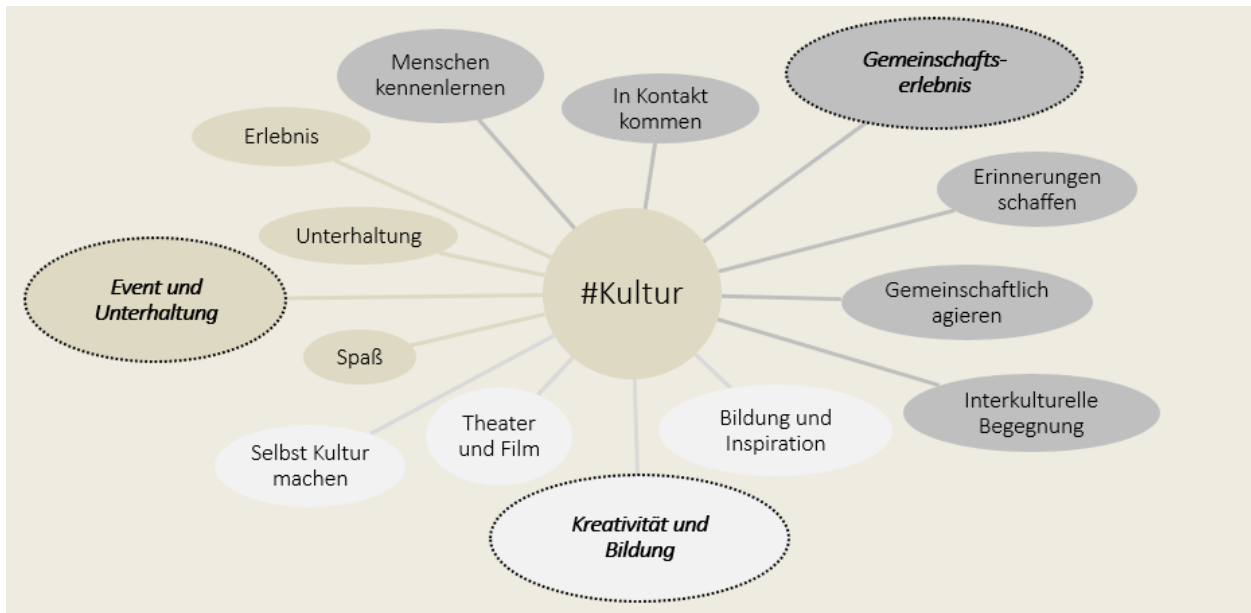 Menschen
kennenlernen
In Kontakt
kommen
Gemeinschafts-
erlebnis
Erlebnis
Erinnerungen
schaffen
Unterhaltung
Event und
Unterhaltung
#Kultur
Gemeinschaftlich
agieren
Spaß
Selbst Kultur
machen
Theater
und Film
Bildung und
Inspiration
Interkulturelle
Begegnung
Kreativität und
Bildung